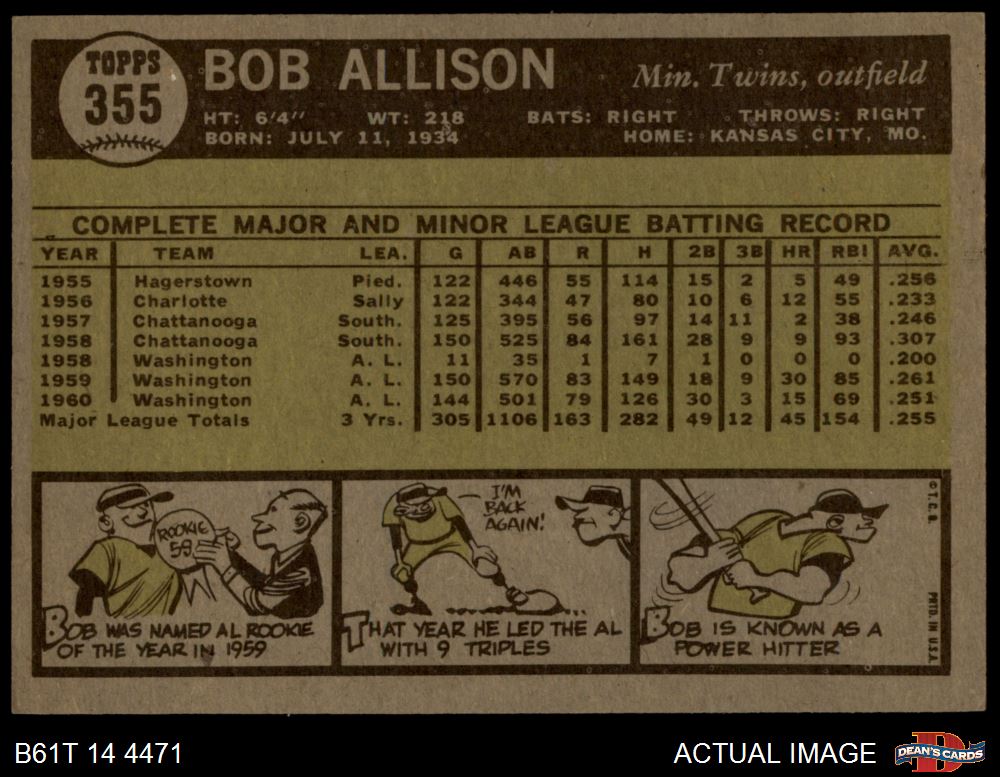 TOPPS
355
BOB ALLISON
Min. Twins, outfield
HT: 6'4" WT: 218 BATS: RIGHT THROWS: RIGHT
BORN: JULY 11, 1934 HOME: KANSAS CITY, MO.
COMPLETE MAJOR AND MINOR LEAGUE BATTING RECORD
YEAR TEAM LEA. G AB R H 2B 3B HR RBI AVG.
1955 Hagerstown Pied. 122 446 55 114 15 2 5 49 .256
1956 Charlotte Sally 122 344 47 80 10 6 12 55 .233
1957 Chattanooga South. 125 395 56 97 14 11 2 38 .246
1958 Chattanooga South. 150 525 84 161 28 9 9 93 .307
1958 Washington A. L. 11 35 1 7 1 0 0 0 .200
1959 Washington A. L. 150 570 83 149 18 9 30 85 .261
1960 Washington A. L. 144 501 79 126 30 3 15 69 .251
Major League Totals 3 Yrs. 305 1106 163 282 49 12 45 154 .255
ROOKIE
59
BOB WAS NAMED AL ROOKIE
OF THE YEAR IN 1959
I'M
BACK
AGAIN!
THAT YEAR HE LED THE AL
WITH 9 TRIPLES
BOB IS KNOWN AS A
POWER HITTER
© T. C. G.
PRTD. IN U.S.A.
B61T 14 4471
ACTUAL IMAGE
DEAN'S CARDS